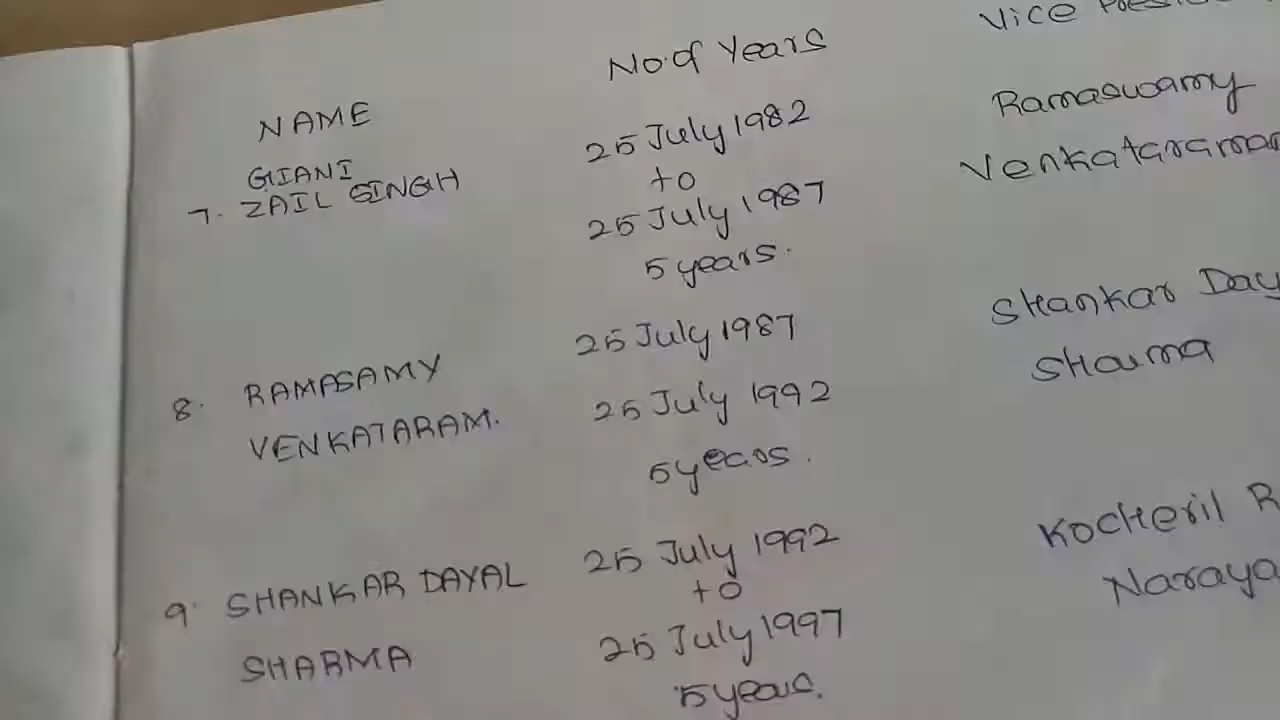 NAME No.of Years Vice
GIANI
7. ZAIL SINGH
25 July 1982
to
25 July 1987
5 years.
Ramaswamy
Venkataraman
8. RAMASAMY
VENKATARAM.
25 July 1987
25 July 1992
5 years.
Shankar Day
Sharma
9. SHANKAR DAYAL
SHARMA
25 July 1992
to
25 July 1997
5 years.
Kocheril R
Naraya